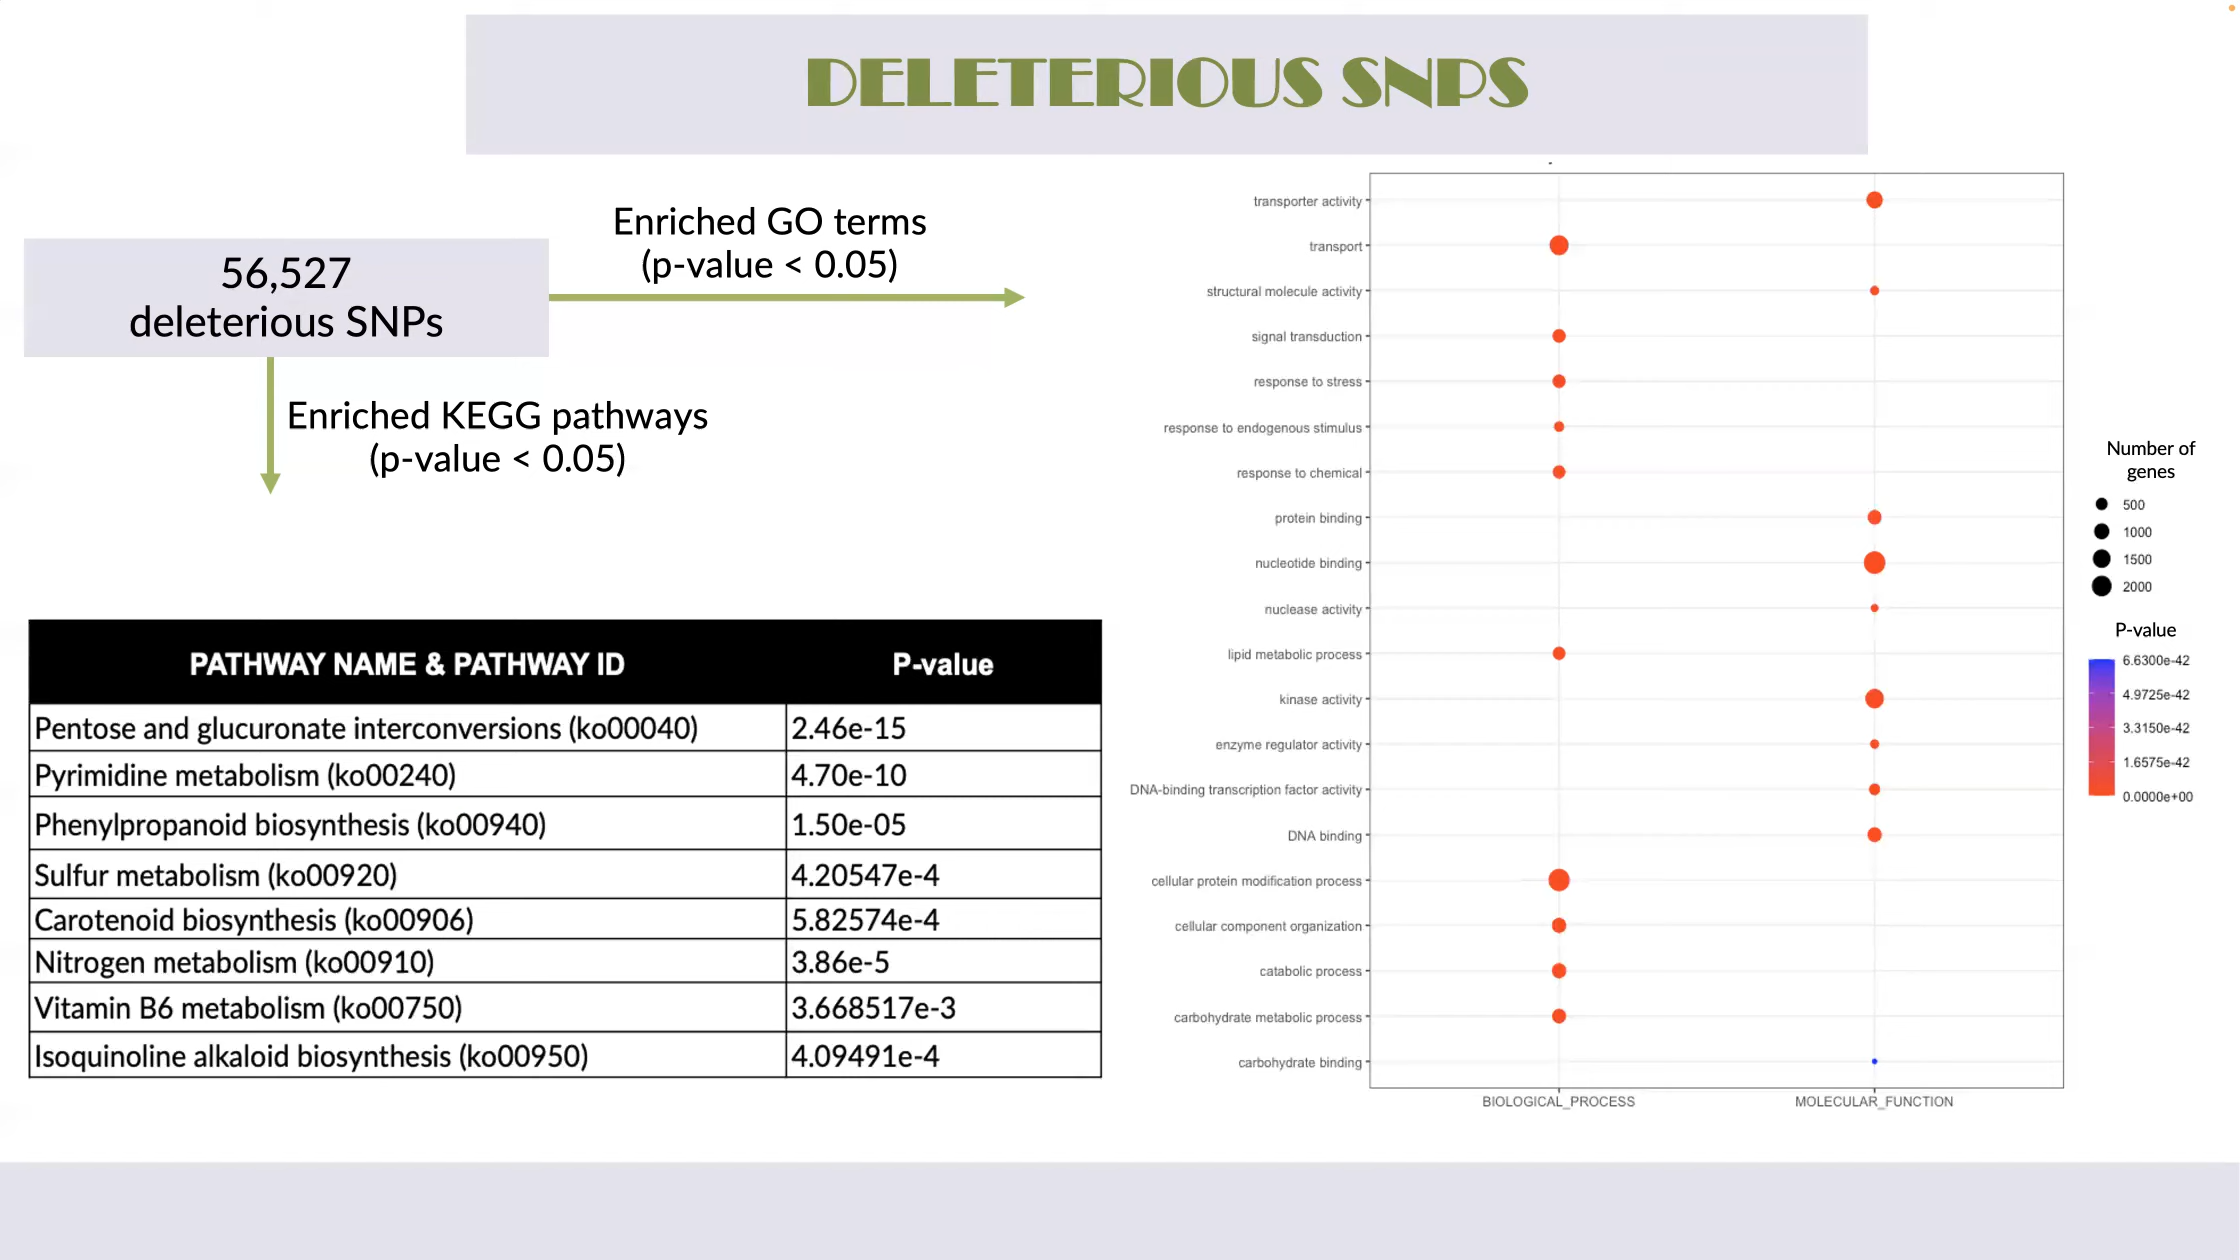 DELETERIOUS SNPS
56,527
deleterious SNPs
Enriched GO terms
(p-value < 0.05)
Enriched KEGG pathways
(p-value < 0.05)
PATHWAY NAME & PATHWAY ID P-value
Pentose and glucuronate interconversions (ko00040) 2.46e-15
Pyrimidine metabolism (ko00240) 4.70e-10
Phenylpropanoid biosynthesis (ko00940) 1.50e-05
Sulfur metabolism (ko00920) 4.20547e-4
Carotenoid biosynthesis (ko00906) 5.82574e-4
Nitrogen metabolism (ko00910) 3.86e-5
Vitamin B6 metabolism (ko00750) 3.668517e-3
Isoquinoline alkaloid biosynthesis (ko00950) 4.09491e-4
transporter activity
transport
structural molecule activity
signal transduction
response to stress
response to endogenous stimulus
response to chemical
protein binding
nucleotide binding
nuclease activity
lipid metabolic process
kinase activity
enzyme regulator activity
DNA-binding transcription factor activity
DNA binding
cellular protein modification process
cellular component organization
catabolic process
carbohydrate metabolic process
carbohydrate binding
BIOLOGICAL_PROCESS MOLECULAR_FUNCTION
Number of
genes
500
1000
1500
2000
P-value
6.6300e-42
4.9725e-42
3.3150e-42
1.6575e-42
0.0000e+00